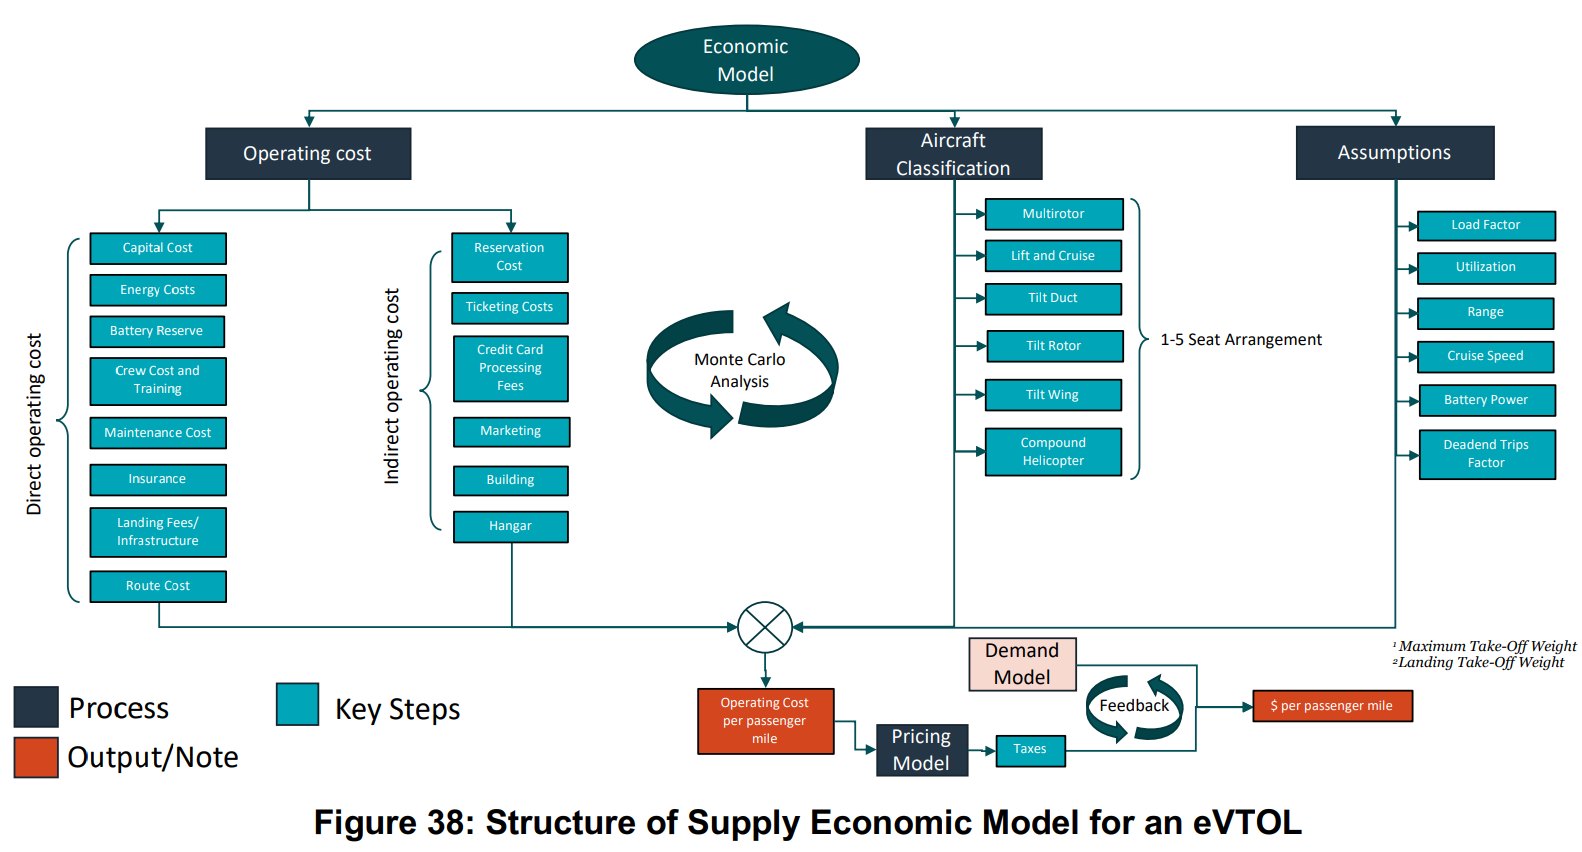 Economic
Model
Operating cost
Aircraft
Classification
Assumptions
Direct operating cost
Capital Cost
Energy Costs
Battery Reserve
Crew Cost and
Training
Maintenance Cost
Insurance
Landing Fees/
Infrastructure
Route Cost
Indirect operating cost
Reservation
Cost
Ticketing Costs
Credit Card
Processing
Fees
Marketing
Building
Hangar
Monte Carlo
Analysis
Multirotor
Lift and Cruise
Tilt Duct
Tilt Rotor
Tilt Wing
Compound
Helicopter
1-5 Seat Arrangement
Load Factor
Utilization
Range
Cruise Speed
Battery Power
Deadend Trips
Factor
¹ Maximum Take-Off Weight
² Landing Take-Off Weight
Demand
Model
Feedback
$ per passenger mile
Operating Cost
per passenger
mile
Pricing
Model
Taxes
Process
Key Steps
Output/Note
Figure 38: Structure of Supply Economic Model for an eVTOL